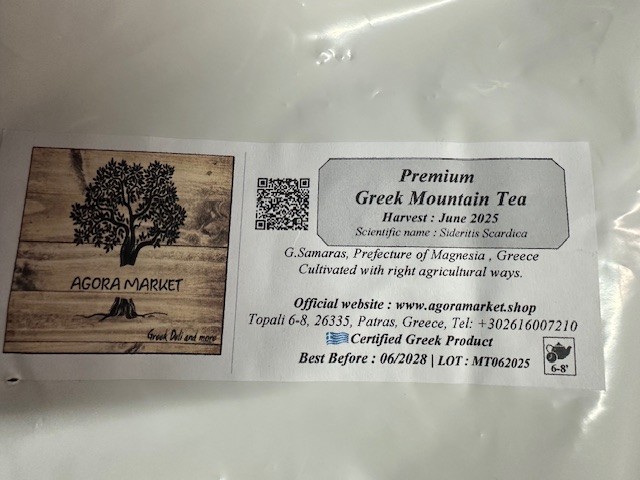 AGORA MARKET
Greek Deli and more
Premium
Greek Mountain Tea
Harvest : June 2025
Scientific name : Sideritis Scardica
G.Samaras, Prefecture of Magnesia , Greece
Cultivated with right agricultural ways.
Official website : www.agoramarket.shop
Topali 6-8, 26335, Patras, Greece, Tel: +302616007210
Certified Greek Product
Best Before : 06/2028 | LOT : MT062025
6-8'